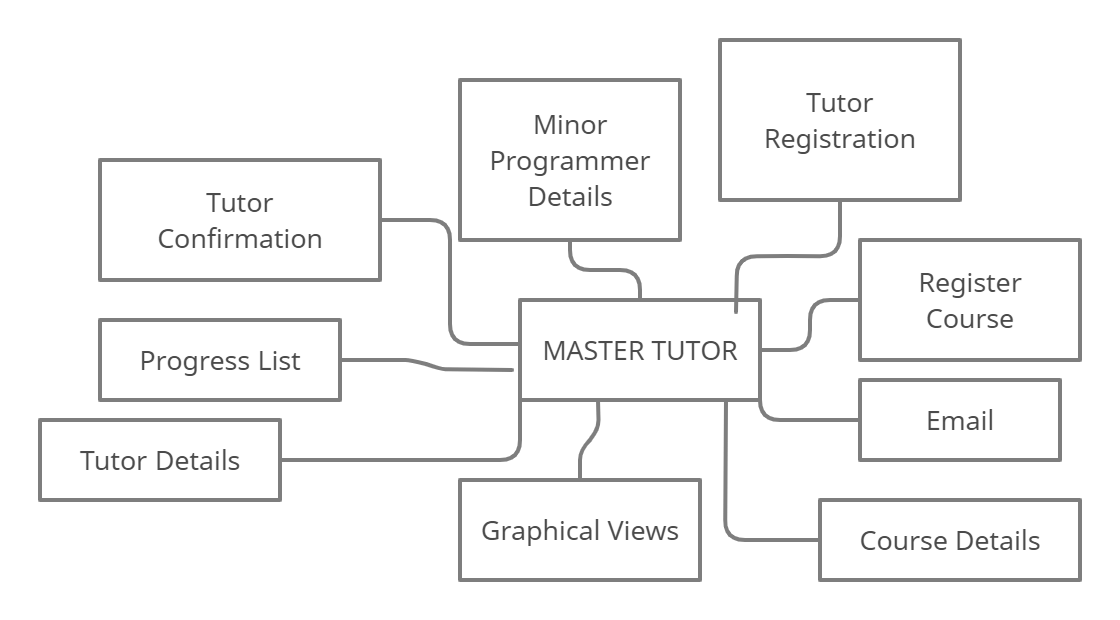 Tutor
Registration
Minor
Programmer
Details
Tutor
Confirmation
Register
Course
MASTER TUTOR
Progress List
Email
Tutor Details
Graphical Views
Course Details